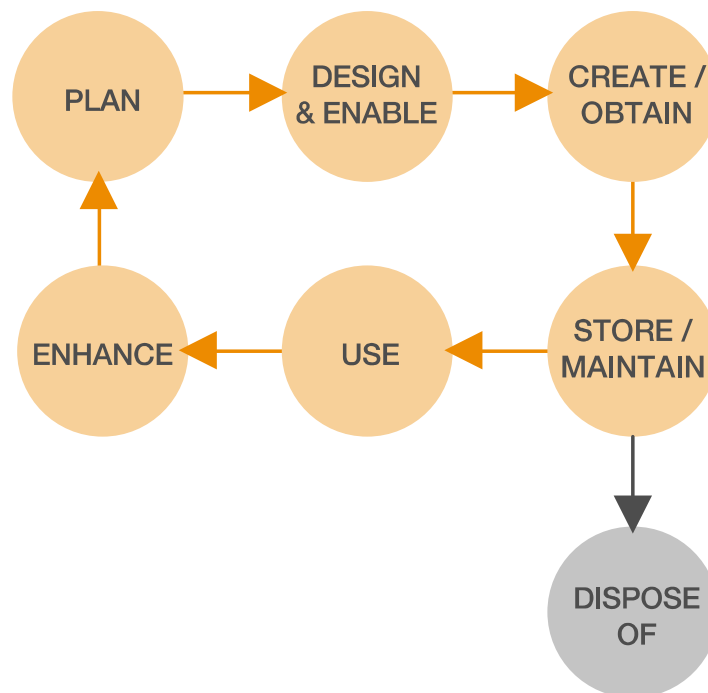 PLAN
DESIGN
& ENABLE
CREATE /
OBTAIN
ENHANCE
USE
STORE /
MAINTAIN
DISPOSE
OF